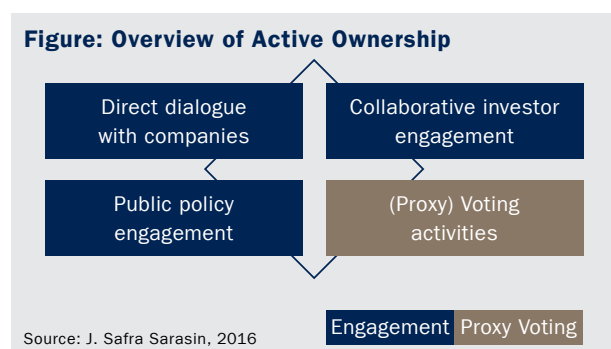 Figure: Overview of Active Ownership
Direct dialogue
with companies
Collaborative investor
engagement
Public policy
engagement
(Proxy) Voting
activities
Engagement Proxy Voting
Source: J. Safra Sarasin, 2016